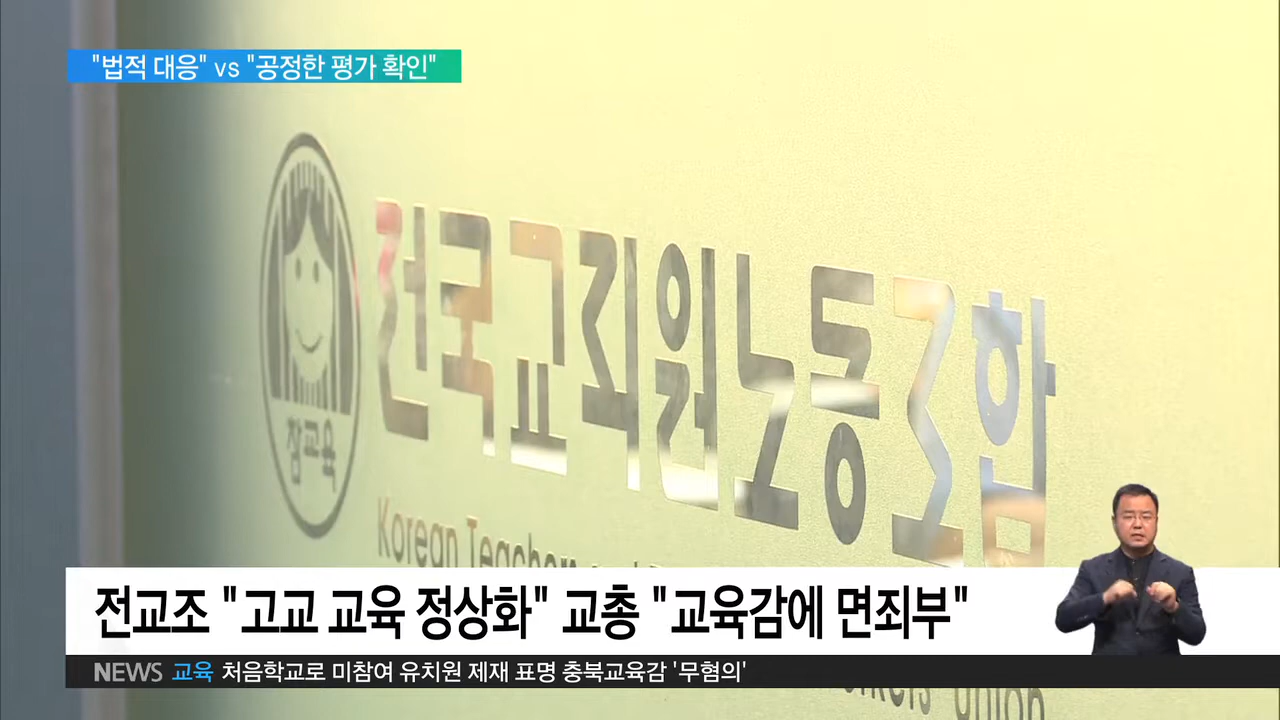 "법적 대응" vs "공정한 평가 확인"
전국교직원노동조합
참교육
Korean Teachers
전교조 "고교 교육 정상화" 교총 "교육감에 면죄부"
NEWS 교육 처음학교로 미참여 유치원 제재 표명 충북교육감 '무혐의'
Union